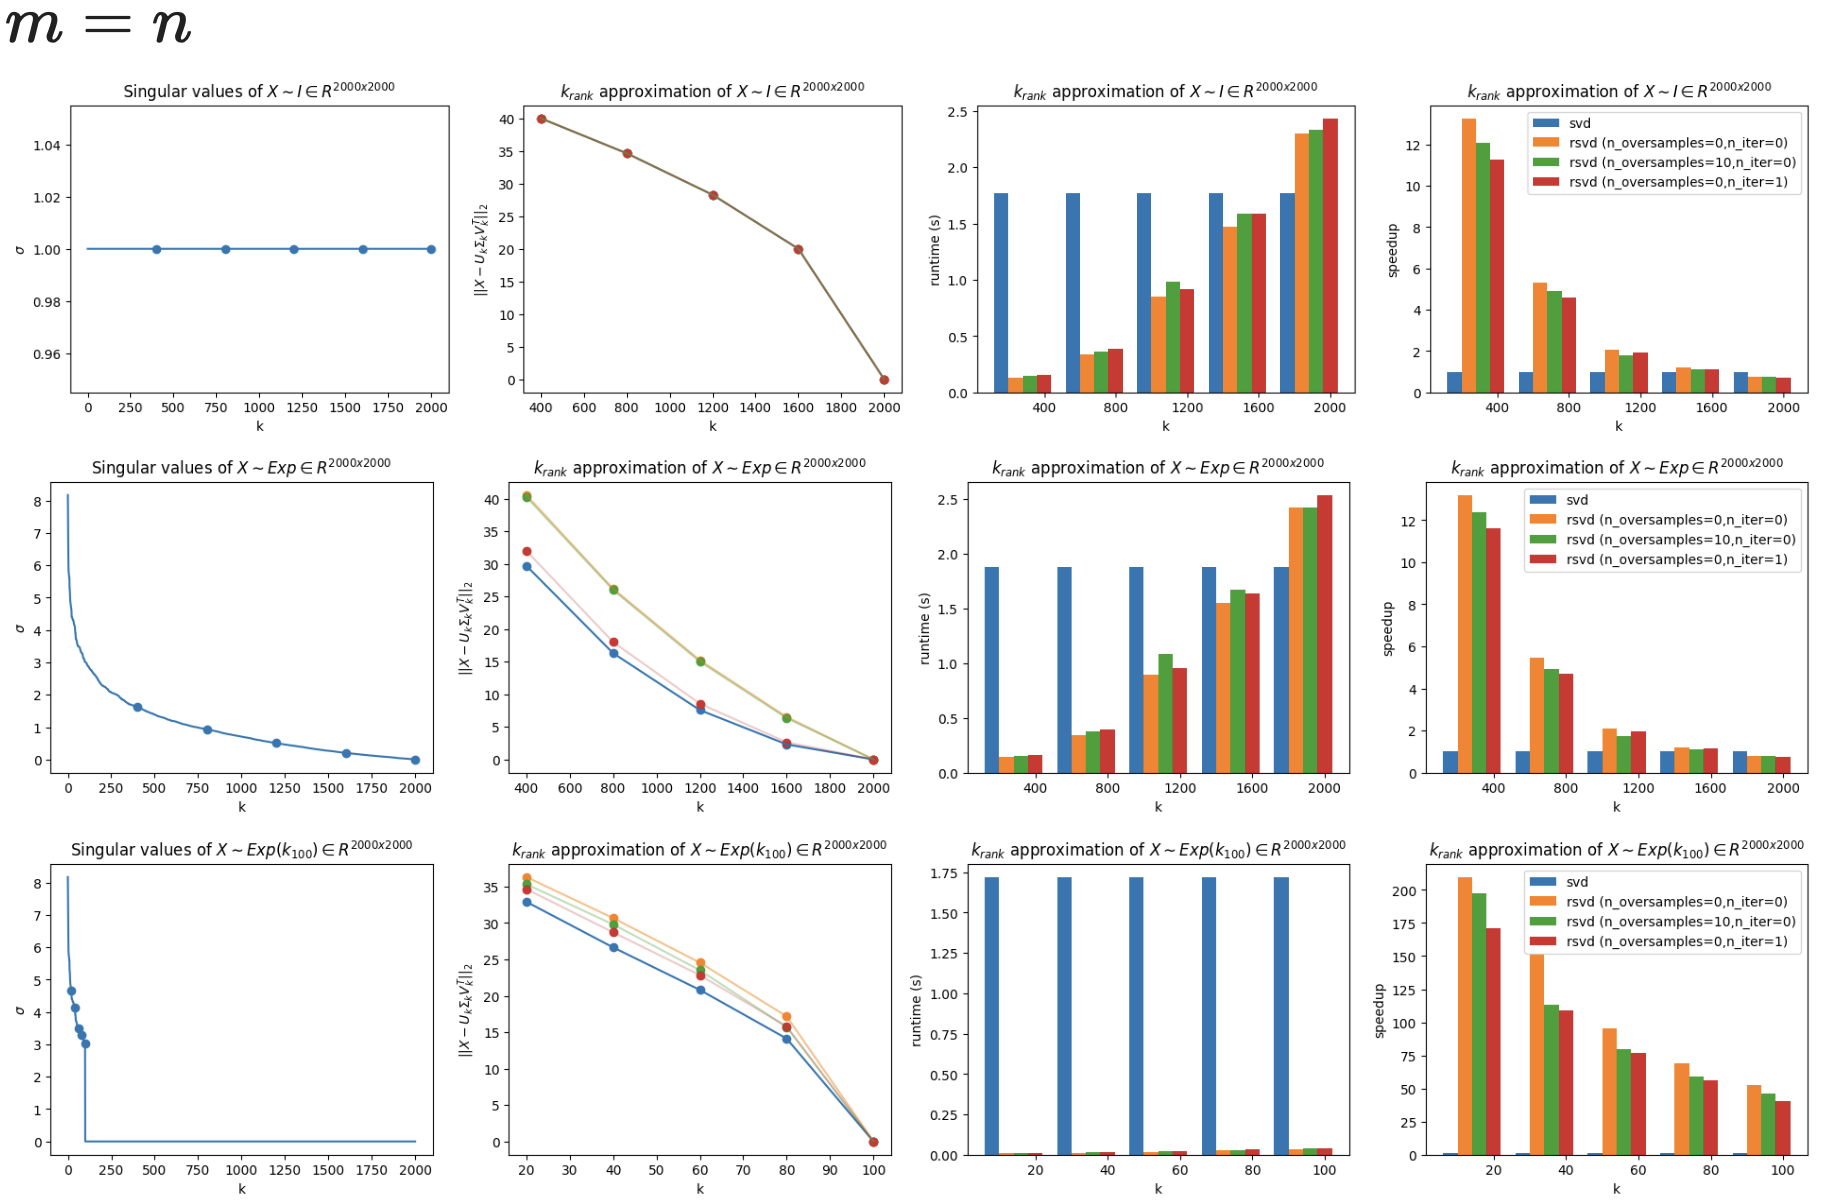 m = n
Singular values of X ~ I ∈ R^2000x2000
σ
1.04
1.02
1.00
0.98
0.96
0 250 500 750 1000 1250 1500 1750 2000
k
k_rank approximation of X ~ I ∈ R^2000x2000
||X − U_kΣ_kV_k^T||_2
40
35
30
25
20
15
10
5
0
400 600 800 1000 1200 1400 1600 1800 2000
k
k_rank approximation of X ~ I ∈ R^2000x2000
runtime (s)
2.5
2.0
1.5
1.0
0.5
0.0
400 800 1200 1600 2000
k
k_rank approximation of X ~ I ∈ R^2000x2000
speedup
12
10
8
6
4
2
0
svd
rsvd (n_oversamples=0,n_iter=0)
rsvd (n_oversamples=10,n_iter=0)
rsvd (n_oversamples=0,n_iter=1)
400 800 1200 1600 2000
k
Singular values of X ~ Exp ∈ R^2000x2000
σ
8
7
6
5
4
3
2
1
0
0 250 500 750 1000 1250 1500 1750 2000
k
k_rank approximation of X ~ Exp ∈ R^2000x2000
||X − U_kΣ_kV_k^T||_2
40
35
30
25
20
15
10
5
0
400 600 800 1000 1200 1400 1600 1800 2000
k
k_rank approximation of X ~ Exp ∈ R^2000x2000
runtime (s)
2.5
2.0
1.5
1.0
0.5
0.0
400 800 1200 1600 2000
k
k_rank approximation of X ~ Exp ∈ R^2000x2000
speedup
12
10
8
6
4
2
0
svd
rsvd (n_oversamples=0,n_iter=0)
rsvd (n_oversamples=10,n_iter=0)
rsvd (n_oversamples=0,n_iter=1)
400 800 1200 1600 2000
k
Singular values of X ~ Exp(k_100) ∈ R^2000x2000
σ
8
7
6
5
4
3
2
1
0
0 250 500 750 1000 1250 1500 1750 2000
k
k_rank approximation of X ~ Exp(k_100) ∈ R^2000x2000
||X − U_kΣ_kV_k^T||_2
35
30
25
20
15
10
5
0
20 30 40 50 60 70 80 90 100
k
k_rank approximation of X ~ Exp(k_100) ∈ R^2000x2000
runtime (s)
1.75
1.50
1.25
1.00
0.75
0.50
0.25
0.00
20 40 60 80 100
k
k_rank approximation of X ~ Exp(k_100) ∈ R^2000x2000
speedup
200
175
150
125
100
75
50
25
0
svd
rsvd (n_oversamples=0,n_iter=0)
rsvd (n_oversamples=10,n_iter=0)
rsvd (n_oversamples=0,n_iter=1)
20 40 60 80 100
k